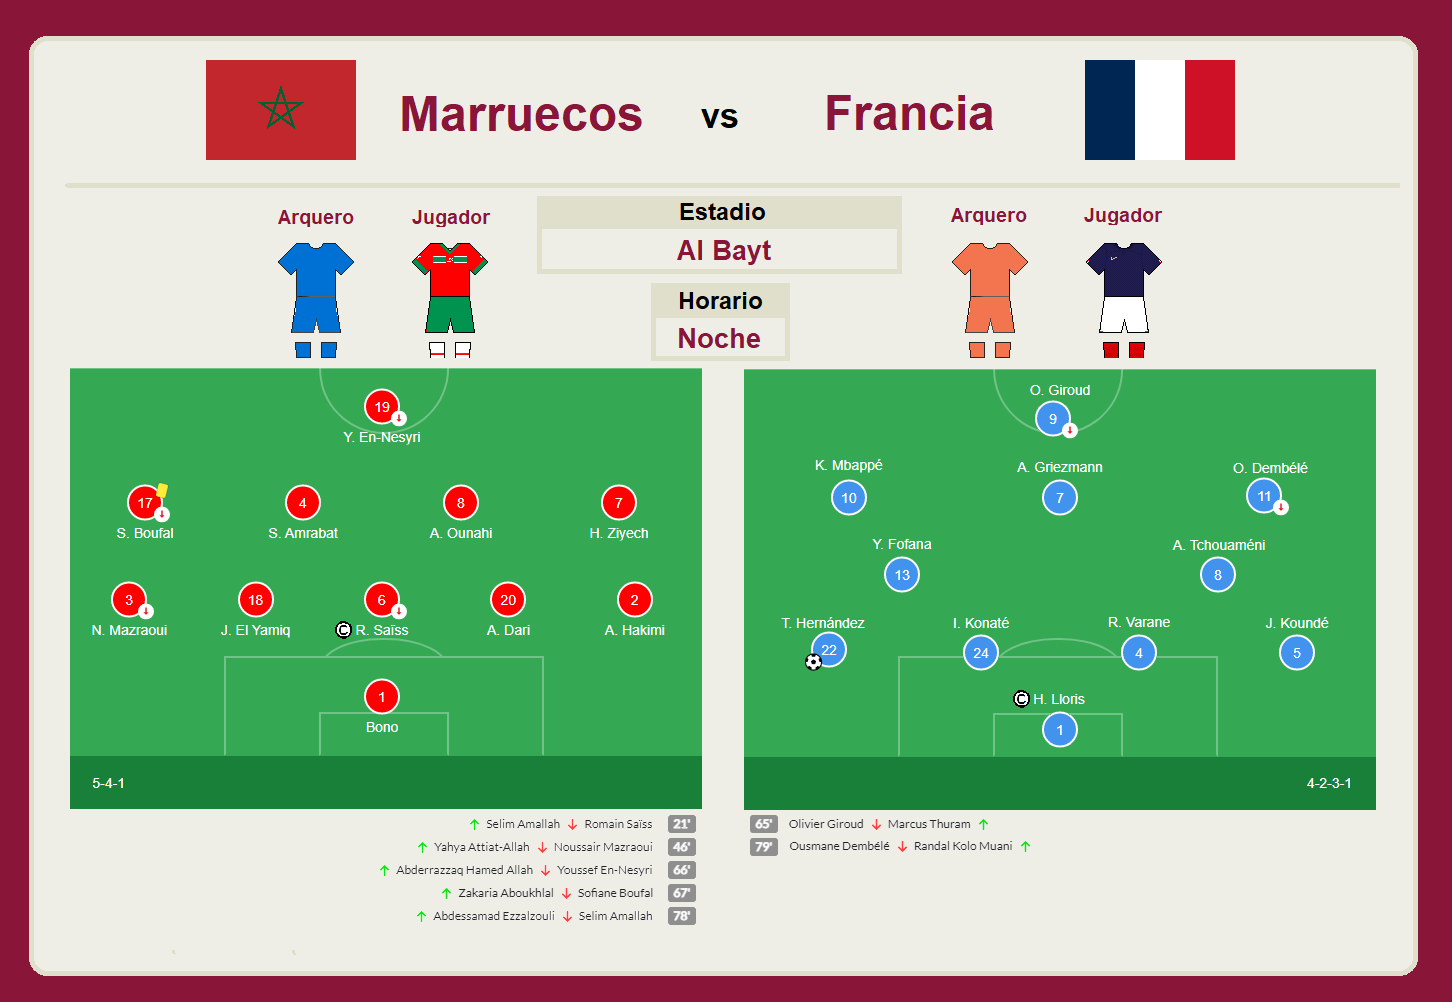 Marruecos vs Francia
Arquero Jugador
Estadio
Al Bayt
Horario
Noche
Arquero Jugador
19
Y. En-Nesyri
17 4 8 7
S. Boufal S. Amrabat A. Ounahi H. Ziyech
3 18 6 20 2
N. Mazraoui J. El Yamiq © R. Saïss A. Dari A. Hakimi
1
Bono
5-4-1
O. Giroud
9
K. Mbappé A. Griezmann O. Dembélé
10 7 11
Y. Fofana A. Tchouaméni
13 8
T. Hernández I. Konaté R. Varane J. Koundé
22 24 4 5
© H. Lloris
1
4-2-3-1
↑ Selim Amallah ↓ Romain Saïss 21'
↑ Yahya Attiat-Allah ↓ Noussair Mazraoui 46'
↑ Abderrazzaq Hamed Allah ↓ Youssef En-Nesyri 66'
↑ Zakaria Aboukhlal ↓ Sofiane Boufal 67'
↑ Abdessamad Ezzalzouli ↓ Selim Amallah 78'
65' Olivier Giroud ↓ Marcus Thuram ↑
79' Ousmane Dembélé ↓ Randal Kolo Muani ↑